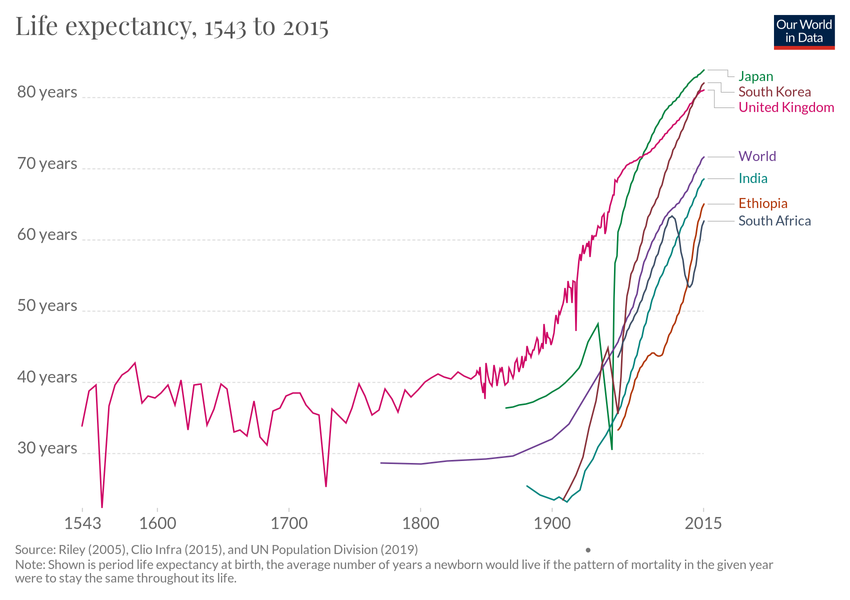 Life expectancy, 1543 to 2015
Our World
in Data
80 years
70 years
60 years
50 years
40 years
30 years
Japan
South Korea
United Kingdom
World
India
Ethiopia
South Africa
1543
1600
1700
1800
1900
2015
Source: Riley (2005), Clio Infra (2015), and UN Population Division (2019)
Note: Shown is period life expectancy at birth, the average number of years a newborn would live if the pattern of mortality in the given year
were to stay the same throughout its life.